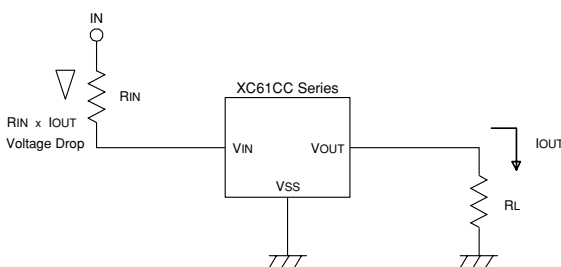 IN
RIN
RIN x IOUT
Voltage Drop
XC61CC Series
VIN
VOUT
VSS
IOUT
RL